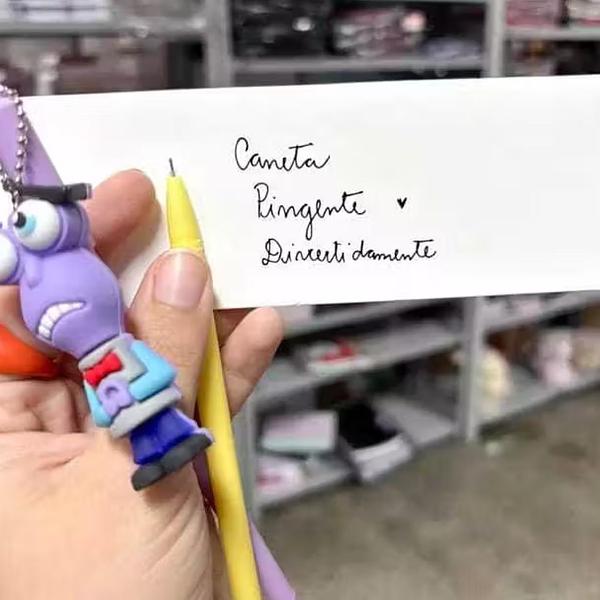 Caneta
Pingente ♥
Divertidamente